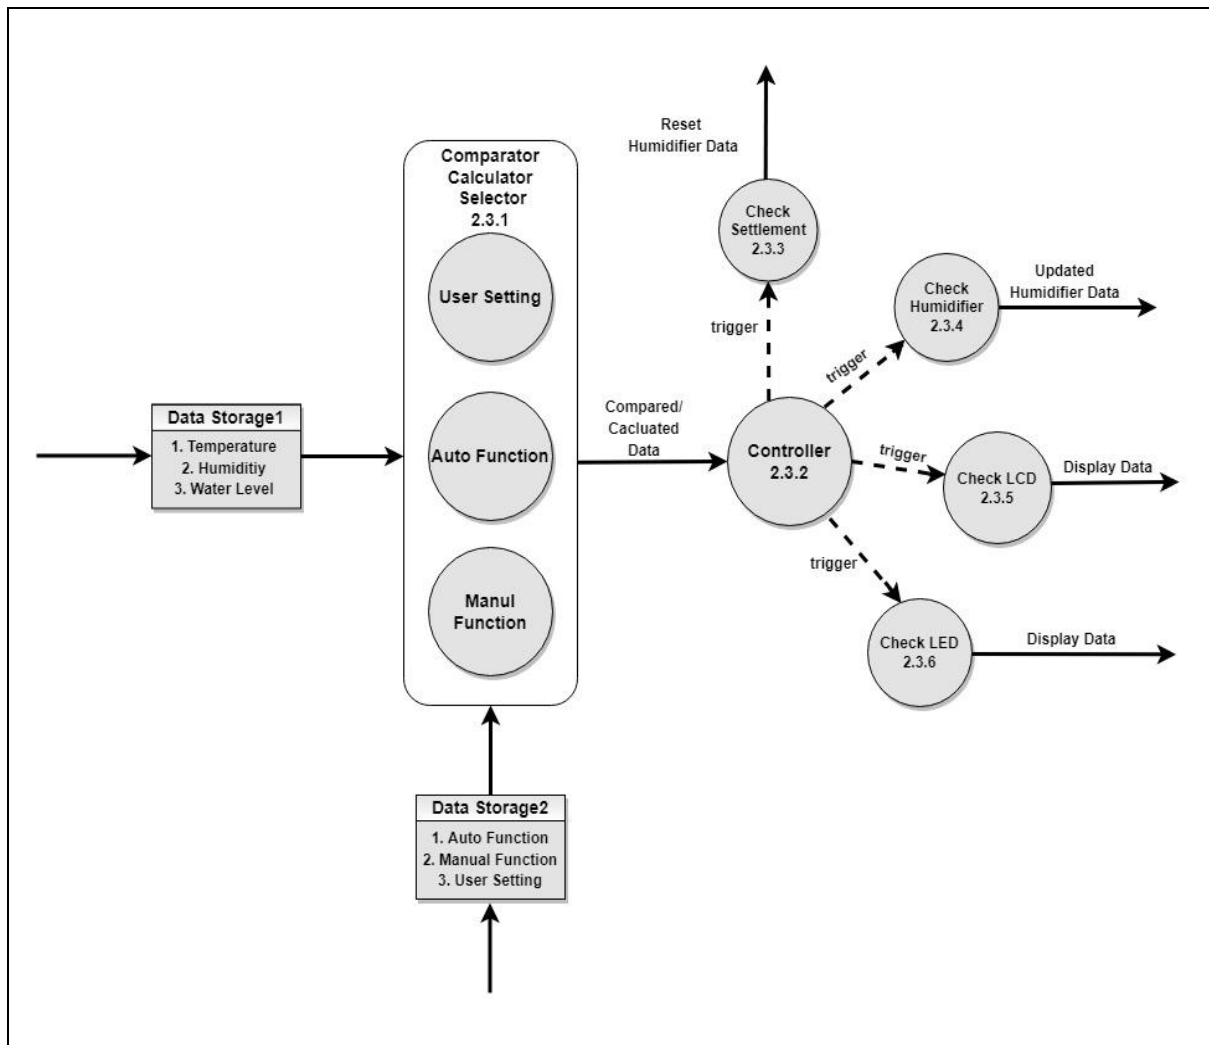 Reset
Humidifier Data
Comparator
Calculator
Selector
2.3.1
Check
Settlement
2.3.3
User Setting
Check
Humidifier
2.3.4
Updated
Humidifier Data
trigger
trigger
Data Storage1
1. Temperature
2. Humiditiy
3. Water Level
Auto Function
Compared/
Cacluated
Data
Controller
2.3.2
trigger
Check LCD
2.3.5
Display Data
trigger
Manul
Function
Check LED
2.3.6
Display Data
Data Storage2
1. Auto Function
2. Manual Function
3. User Setting